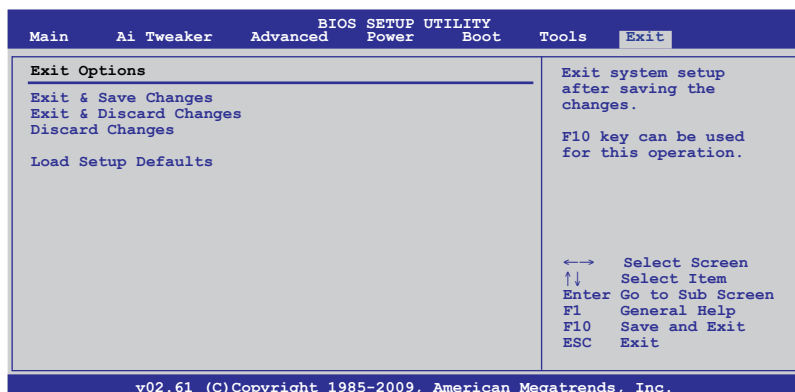 BIOS SETUP UTILITY
Main Ai Tweaker Advanced Power Boot Tools Exit
Exit Options
Exit & Save Changes
Exit & Discard Changes
Discard Changes
Load Setup Defaults
Exit system setup
after saving the
changes.
F10 key can be used
for this operation.
←→ Select Screen
↑↓ Select Item
Enter Go to Sub Screen
F1 General Help
F10 Save and Exit
ESC Exit
v02.61 (C)Copyright 1985-2009, American Megatrends, Inc.